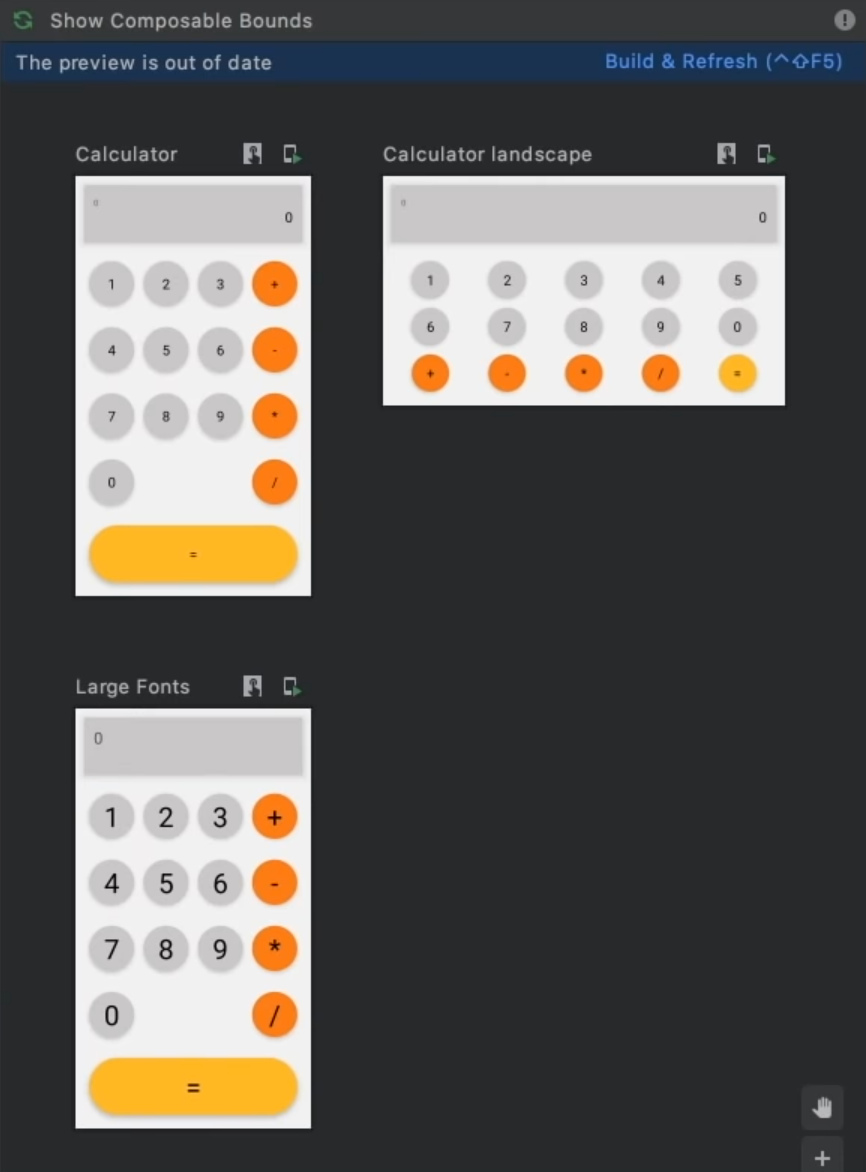 Show Composable Bounds
The preview is out of date Build & Refresh (^⇧F5)
Calculator
0
0
1 2 3 +
4 5 6 -
7 8 9 *
0 /
=
Calculator landscape
0
0
1 2 3 4 5
6 7 8 9 0
+ - * / =
Large Fonts
0
1 2 3 +
4 5 6 -
7 8 9 *
0 /
=